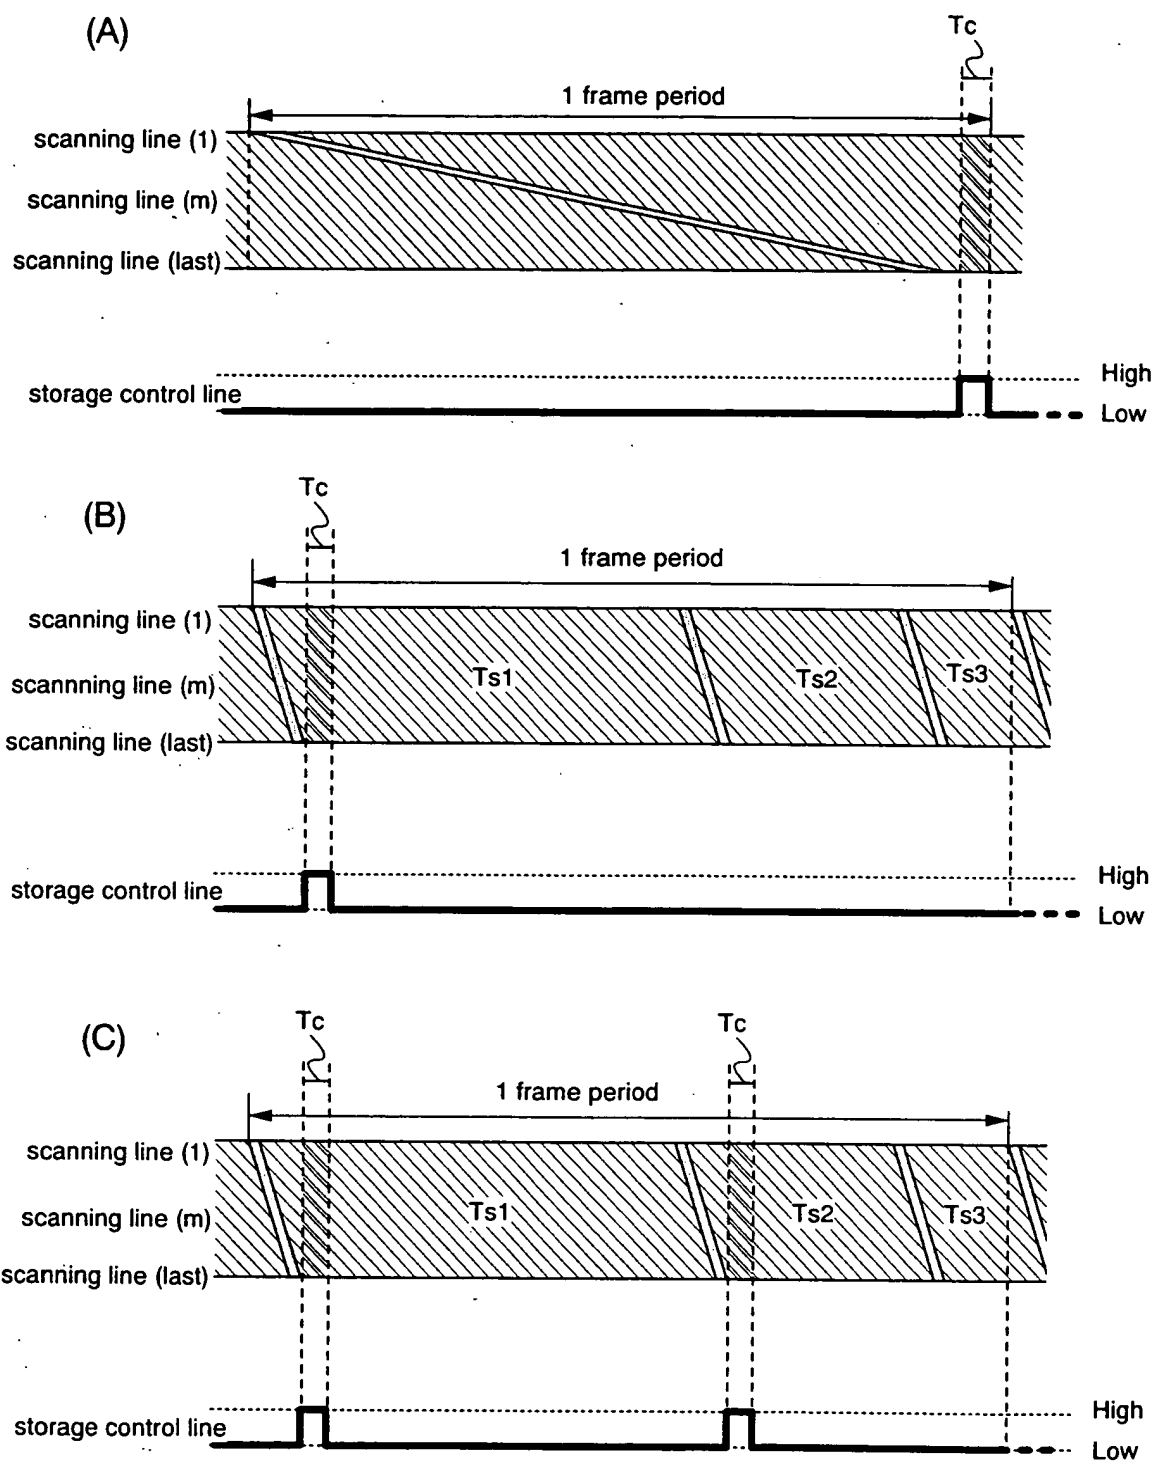 (A)
Tc
1 frame period
scanning line (1)
scanning line (m)
scanning line (last)
High
storage control line
Low
(B)
Tc
1 frame period
scanning line (1)
Ts1
Ts2
Ts3
scannning line (m)
scanning line (last)
High
storage control line
Low
(C)
Tc
Tc
1 frame period
scanning line (1)
Ts1
Ts2
Ts3
scanning line (m)
scanning line (last)
High
storage control line
Low